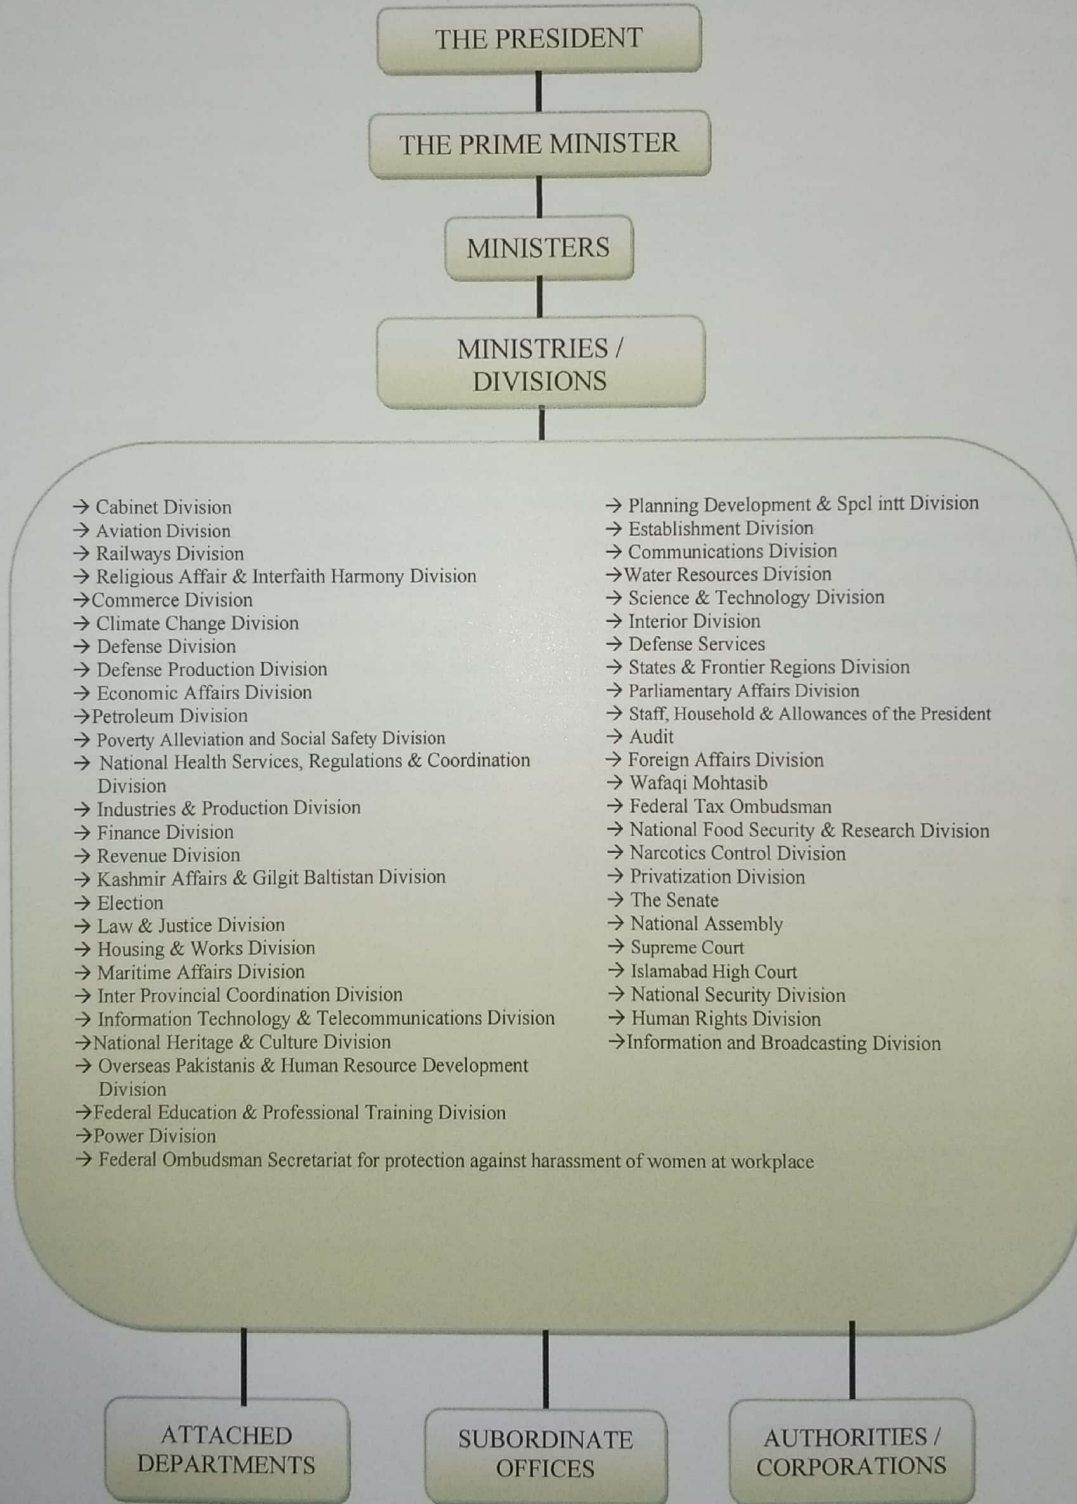 THE PRESIDENT
THE PRIME MINISTER
MINISTERS
MINISTRIES /
DIVISIONS
→ Cabinet Division
→ Aviation Division
→ Railways Division
→ Religious Affair & Interfaith Harmony Division
→Commerce Division
→ Climate Change Division
→ Defense Division
→ Defense Production Division
→ Economic Affairs Division
→Petroleum Division
→ Poverty Alleviation and Social Safety Division
→ National Health Services, Regulations & Coordination
Division
→ Industries & Production Division
→ Finance Division
→ Revenue Division
→ Kashmir Affairs & Gilgit Baltistan Division
→ Election
→ Law & Justice Division
→ Housing & Works Division
→ Maritime Affairs Division
→ Inter Provincial Coordination Division
→ Information Technology & Telecommunications Division
→National Heritage & Culture Division
→ Overseas Pakistanis & Human Resource Development
Division
→Federal Education & Professional Training Division
→Power Division
→ Federal Ombudsman Secretariat for protection against harassment of women at workplace
→ Planning Development & Spcl intt Division
→ Establishment Division
→ Communications Division
→Water Resources Division
→ Science & Technology Division
→ Interior Division
→ Defense Services
→ States & Frontier Regions Division
→ Parliamentary Affairs Division
→ Staff, Household & Allowances of the President
→ Audit
→ Foreign Affairs Division
→ Wafaqi Mohtasib
→ Federal Tax Ombudsman
→ National Food Security & Research Division
→ Narcotics Control Division
→ Privatization Division
→ The Senate
→ National Assembly
→ Supreme Court
→ Islamabad High Court
→ National Security Division
→ Human Rights Division
→Information and Broadcasting Division
ATTACHED
DEPARTMENTS
SUBORDINATE
OFFICES
AUTHORITIES /
CORPORATIONS